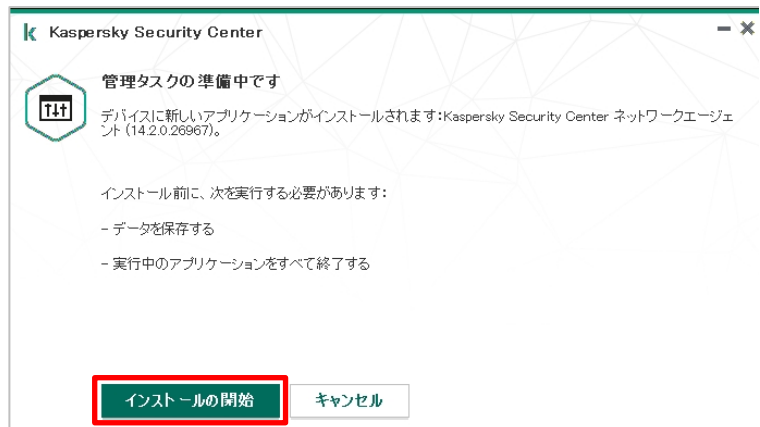 Kaspersky Security Center
管理タスクの準備中です
デバイスに新しいアプリケーションがインストールされます:Kaspersky Security Center ネットワークエージェ
ント (14.2.0.26967)。
インストール前に、次を実行する必要があります:
- データを保存する
- 実行中のアプリケーションをすべて終了する
インストールの開始 キャンセル